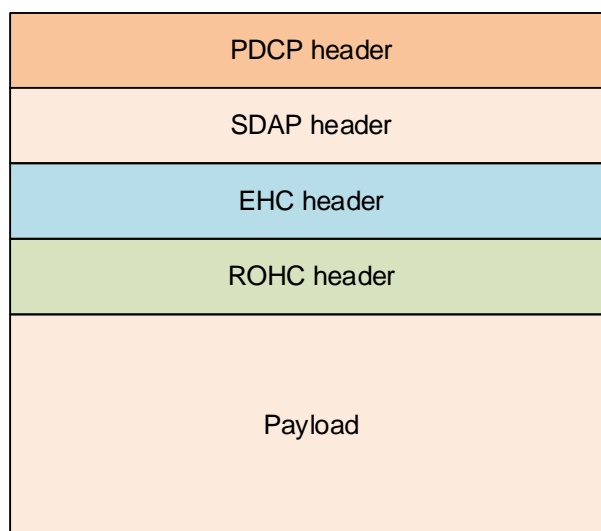 PDCP header
SDAP header
EHC header
ROHC header
Payload